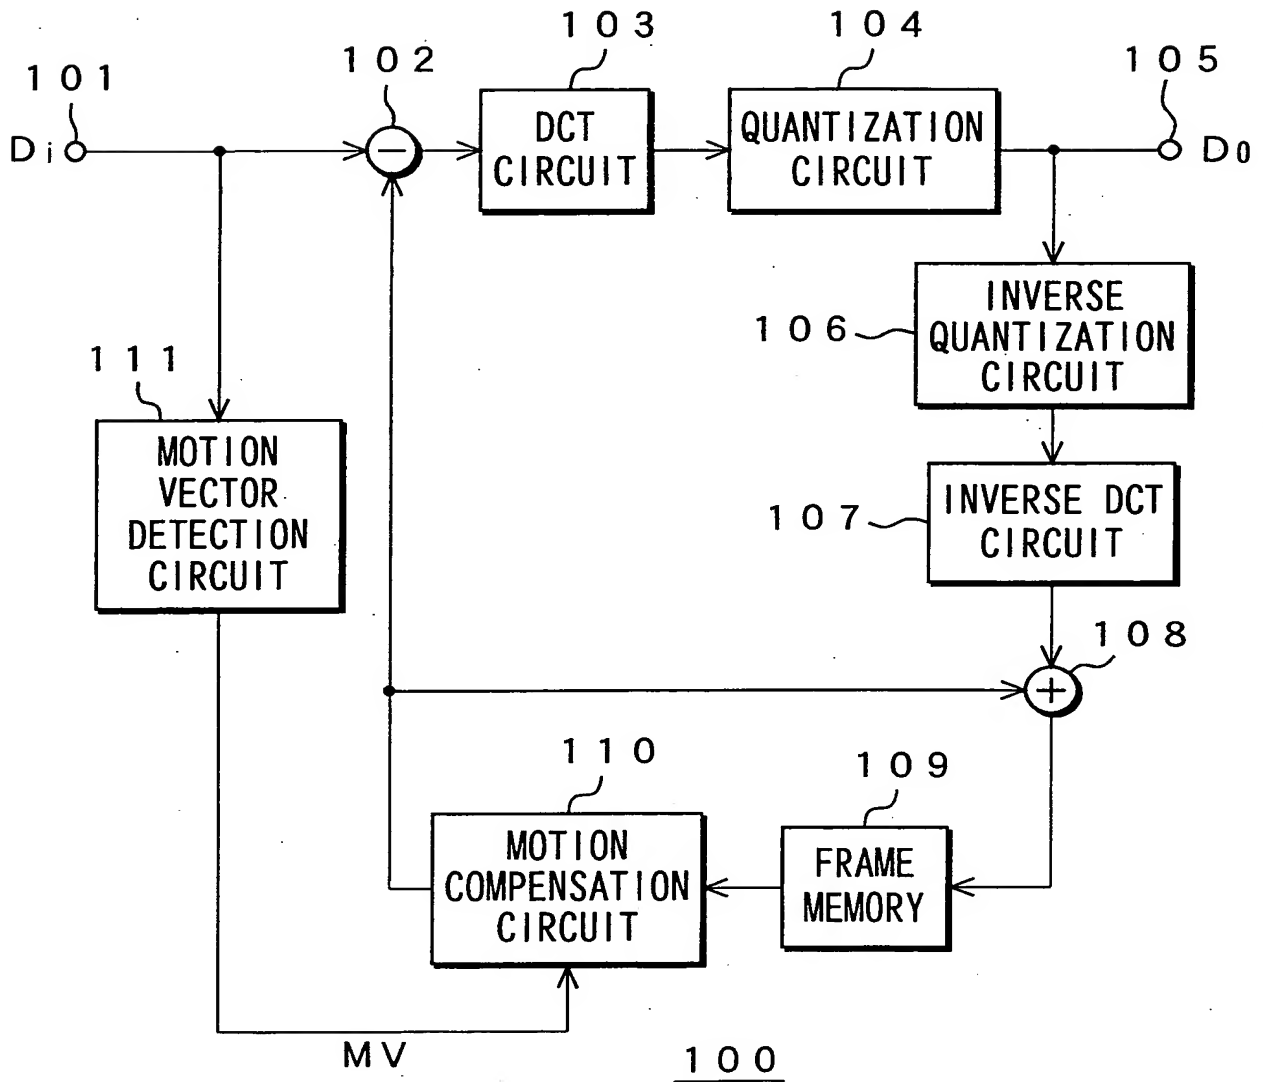 101
102
103
104
105
Di
−
DCT
CIRCUIT
QUANTIZATION
CIRCUIT
D0
106
INVERSE
QUANTIZATION
CIRCUIT
111
MOTION
VECTOR
DETECTION
CIRCUIT
107
INVERSE DCT
CIRCUIT
108
+
110
109
MOTION
COMPENSATION
CIRCUIT
FRAME
MEMORY
MV
100